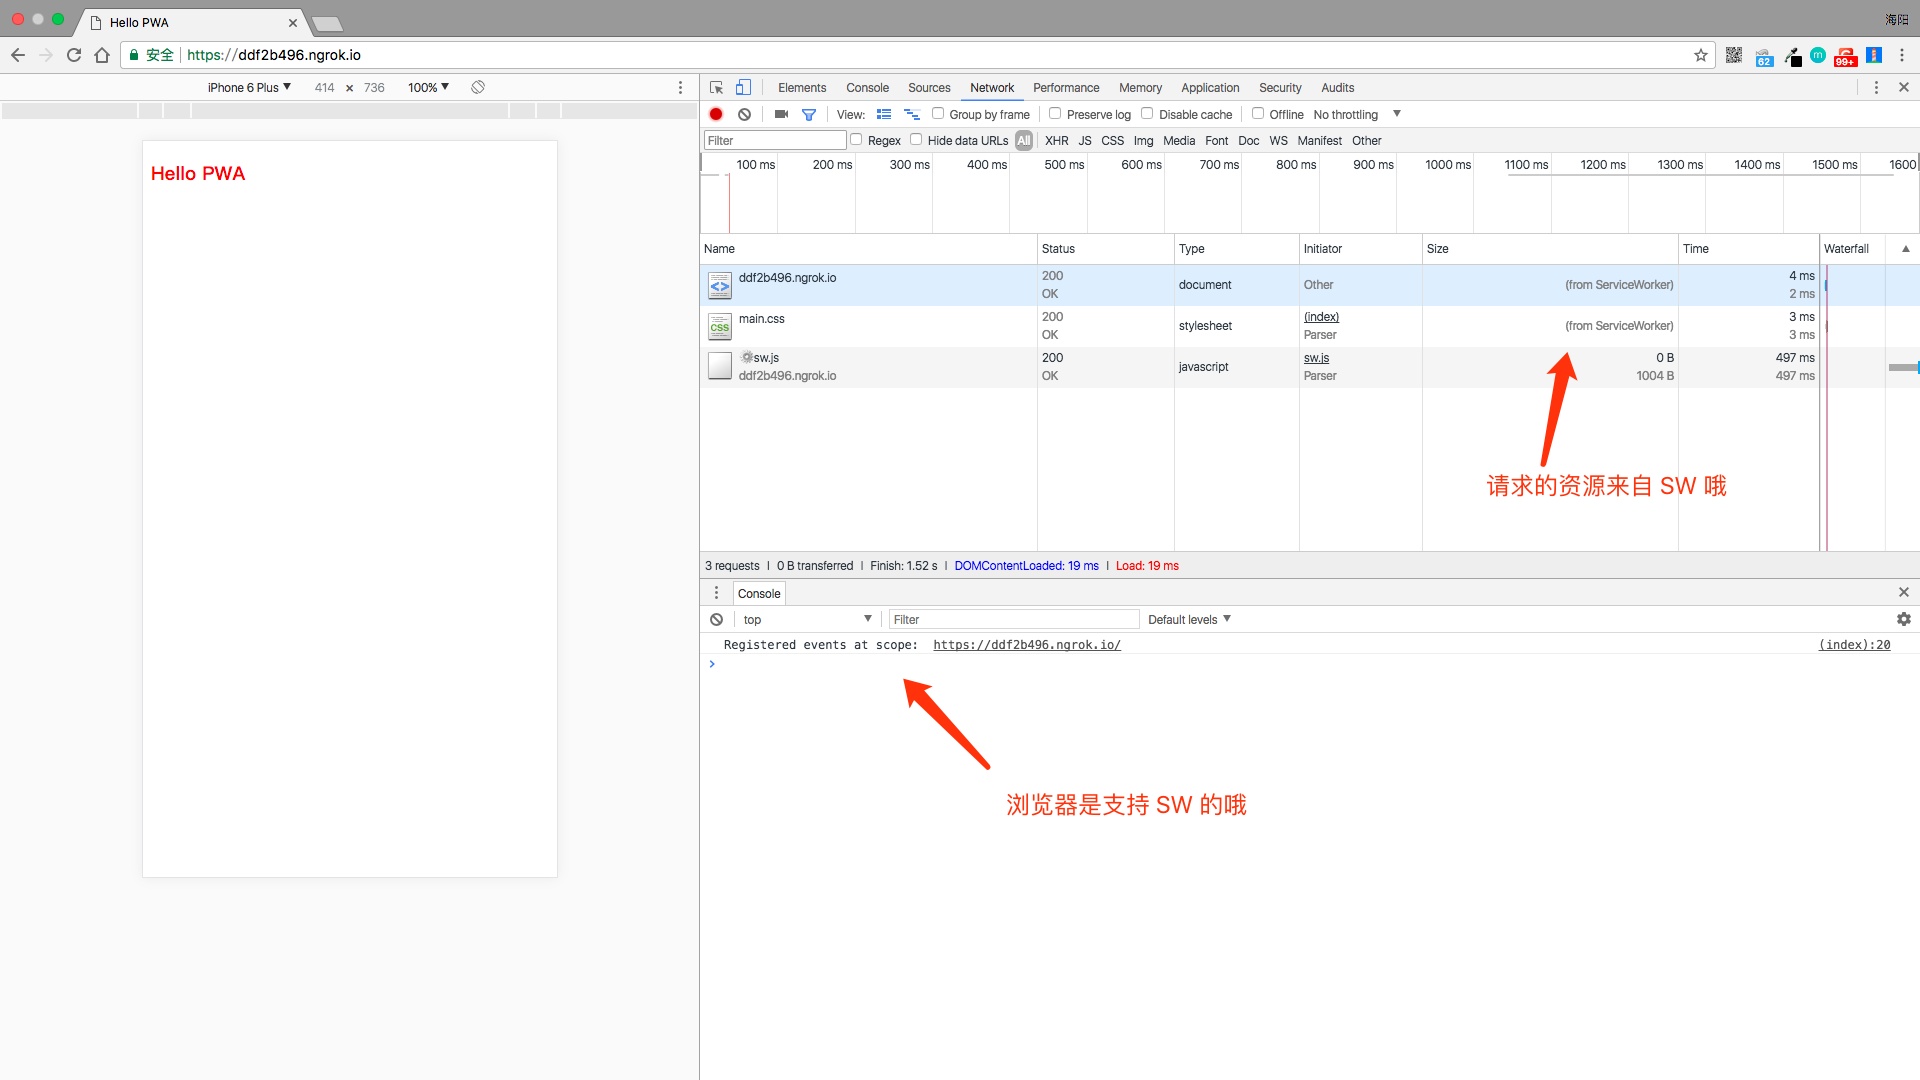 Hello PWA
海阳
安全 https://ddf2b496.ngrok.io
62
m
99+
iPhone 6 Plus 414 × 736 100%
Elements Console Sources Network Performance Memory Application Security Audits
View: Group by frame Preserve log Disable cache Offline No throttling
Filter Regex Hide data URLs All XHR JS CSS Img Media Font Doc WS Manifest Other
100 ms 200 ms 300 ms 400 ms 500 ms 600 ms 700 ms 800 ms 900 ms 1000 ms 1100 ms 1200 ms 1300 ms 1400 ms 1500 ms 1600
Hello PWA
Name Status Type Initiator Size Time Waterfall
ddf2b496.ngrok.io 200 OK document Other (from ServiceWorker) 4 ms 2 ms
CSS main.css 200 OK stylesheet (index) Parser (from ServiceWorker) 3 ms 3 ms
sw.js ddf2b496.ngrok.io 200 OK javascript sw.js Parser 0 B 1004 B 497 ms 497 ms
请求的资源来自 SW 哦
3 requests | 0 B transferred | Finish: 1.52 s | DOMContentLoaded: 19 ms | Load: 19 ms
Console
top Filter Default levels
Registered events at scope: https://ddf2b496.ngrok.io/ (index):20
浏览器是支持 SW 的哦